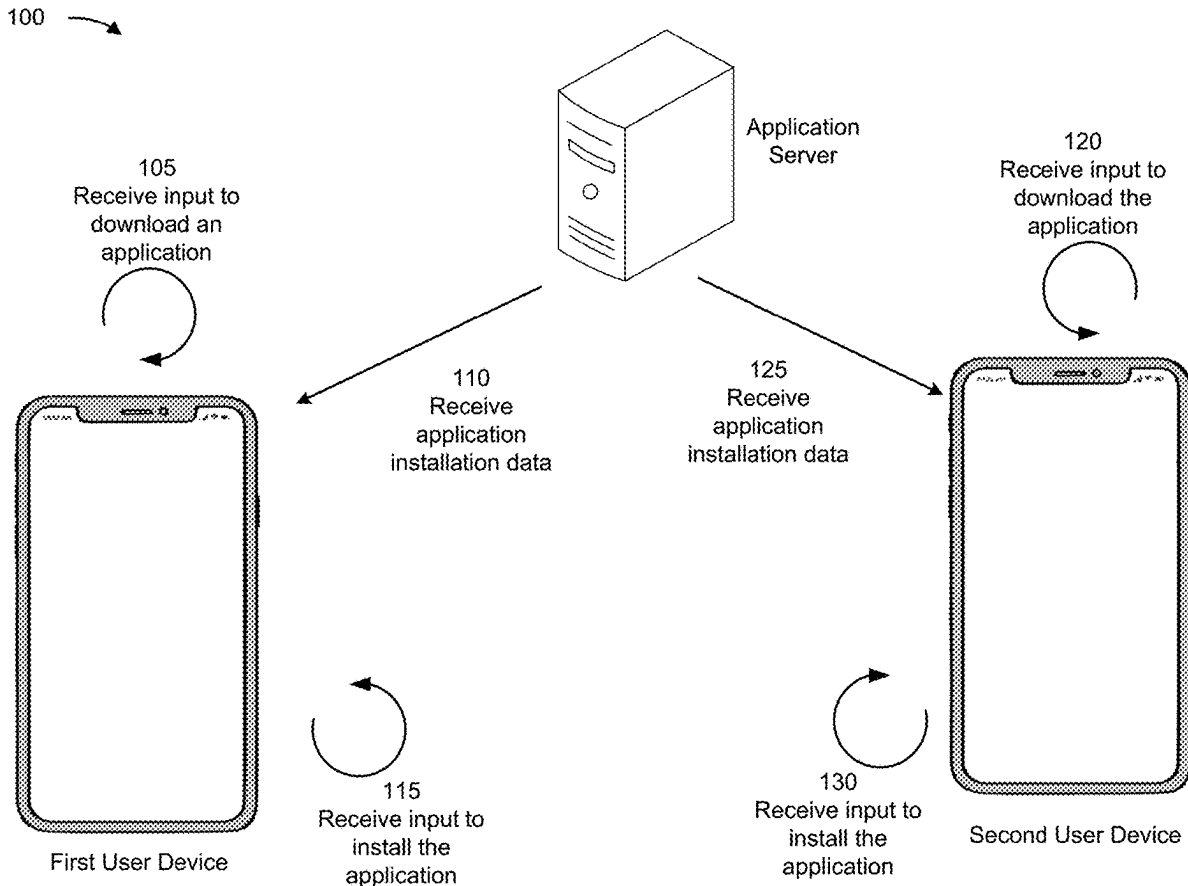 100
Application
Server
105
Receive input to
download an
application
120
Receive input to
download the
application
110
Receive
application
installation data
125
Receive
application
installation data
115
Receive input to
install the
application
130
Receive input to
install the
application
First User Device
Second User Device